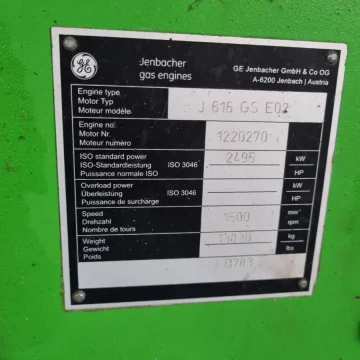 GE Jenbacher gas engines GE Jenbacher GmbH & Co OG
A-6200 Jenbach | Austria
Engine type
Motor Typ J 616 GS E02
Moteur modèle
Engine no
Motor Nr. 1220270
Moteur numéro
ISO standard power 2495 kW
ISO-Standardleistung ISO 3046
Puissance normale ISO HP
Overload power kW
Überleistung ISO 3046
Puissance de surcharge HP
Speed min⁻¹
Drehzahl 1500 rpm
Nombre de tours
Weight kg
Gewicht lbs
Poids